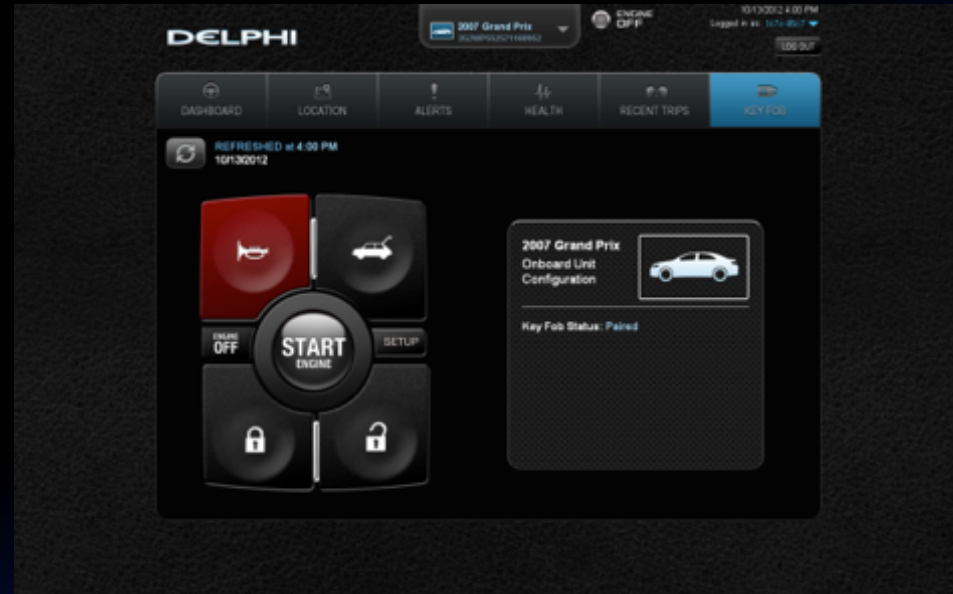 DELPHI
2007 Grand Prix
ENGINE
OFF
10/13/2012 4:00 PM
Logged in as:
LOG OUT
DASHBOARD
LOCATION
ALERTS
HEALTH
RECENT TRIPS
KEY FOB
REFRESHED at 4:00 PM
10/13/2012
ENGINE
OFF
START
ENGINE
SETUP
2007 Grand Prix
Onboard Unit
Configuration
Key Fob Status: Paired